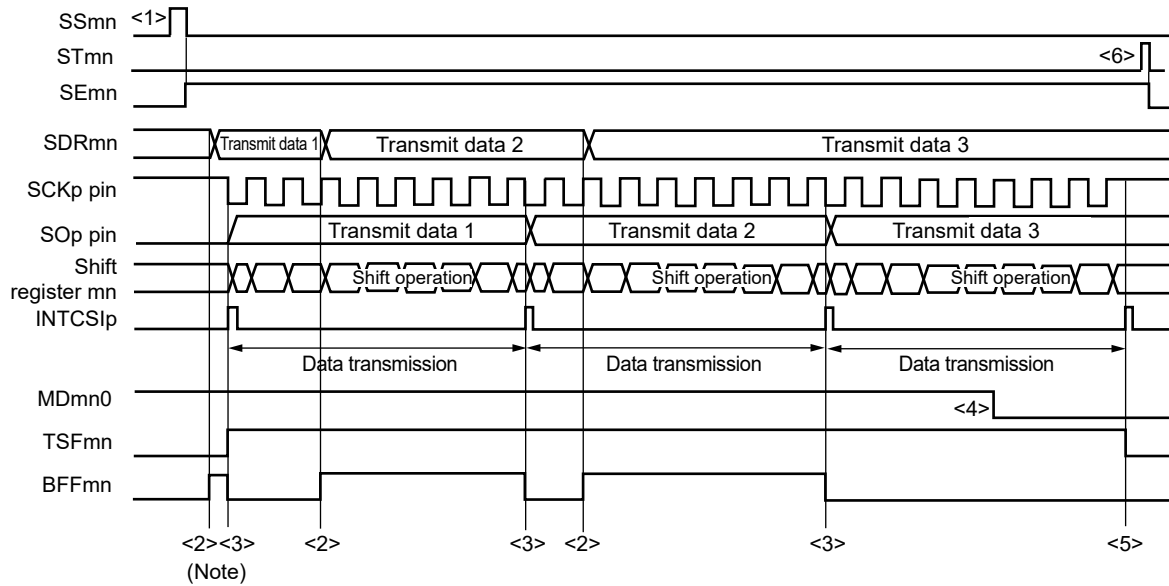 SSmn <1>
STmn <6>
SEmn
SDRmn Transmit data 1 Transmit data 2 Transmit data 3
SCKp pin
SOp pin Transmit data 1 Transmit data 2 Transmit data 3
Shift
register mn Shift operation Shift operation Shift operation
INTCSIp
Data transmission Data transmission Data transmission
MDmn0 <4>
TSFmn
BFFmn
<2> <3> <2> <3> <2> <3> <5>
(Note)